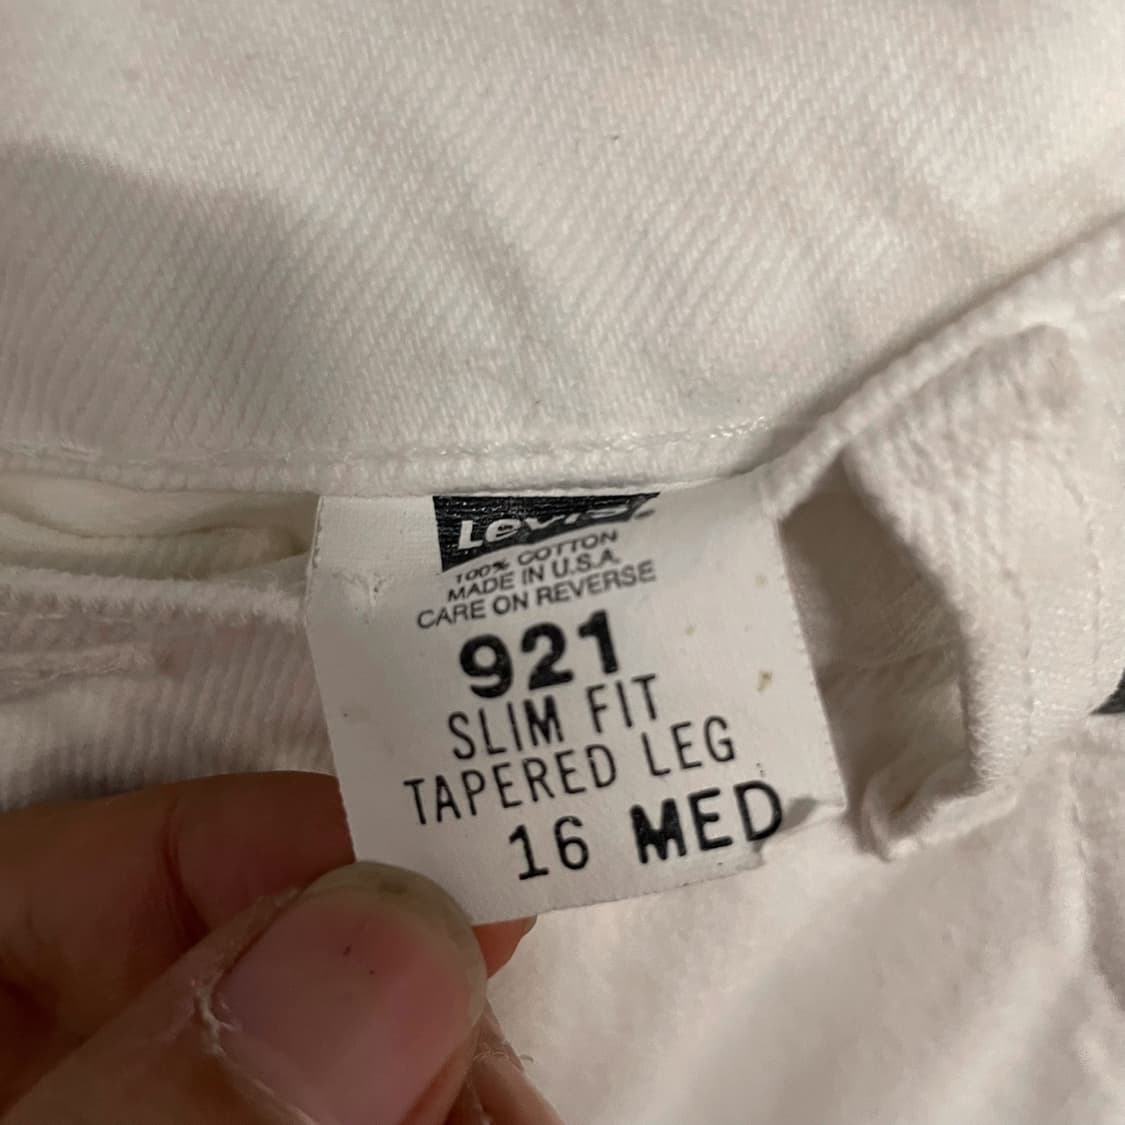 Levi's
100% COTTON
MADE IN U.S.A.
CARE ON REVERSE
921
SLIM FIT
TAPERED LEG
16 MED